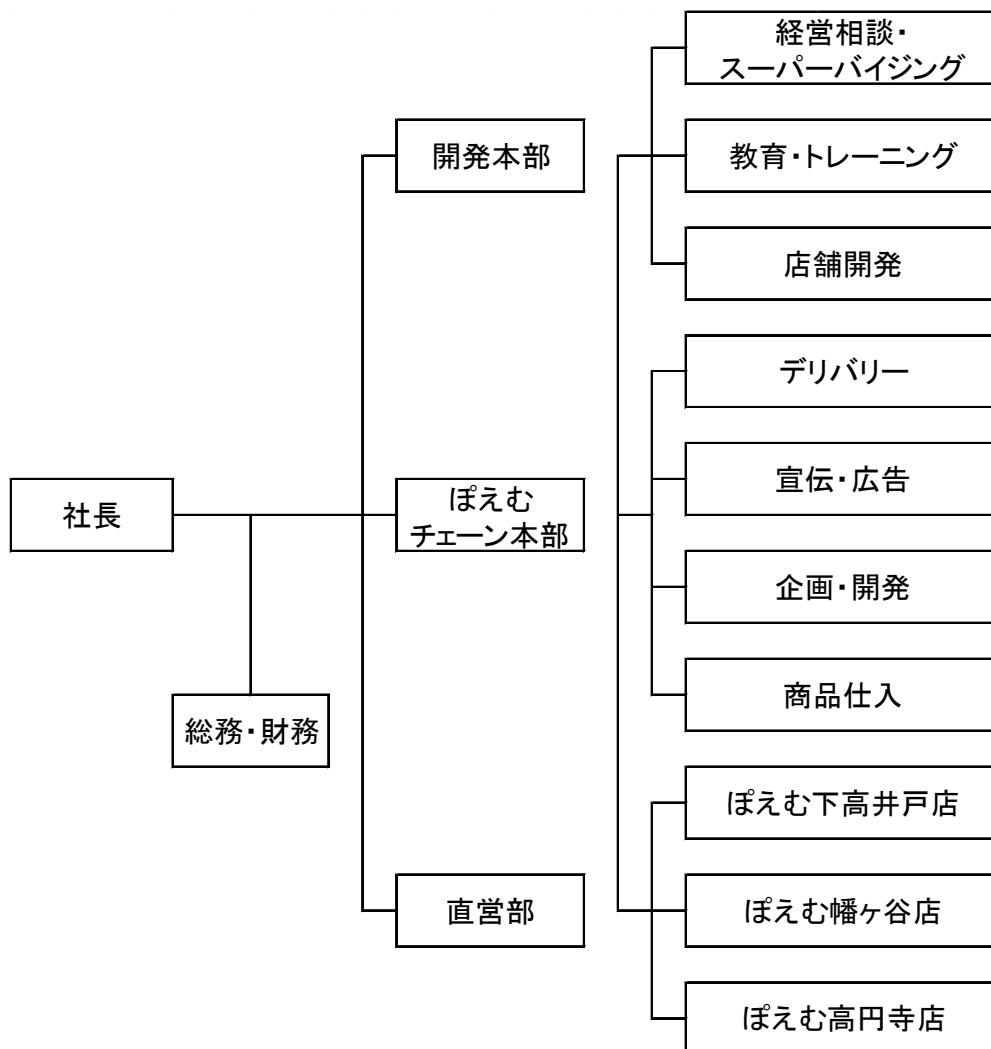 経営相談・
スーパーバイジング
開発本部
教育・トレーニング
店舗開発
デリバリー
宣伝・広告
社長
ぽえむ
チェーン本部
企画・開発
商品仕入
総務・財務
ぽえむ下高井戸店
直営部
ぽえむ幡ヶ谷店
ぽえむ高円寺店